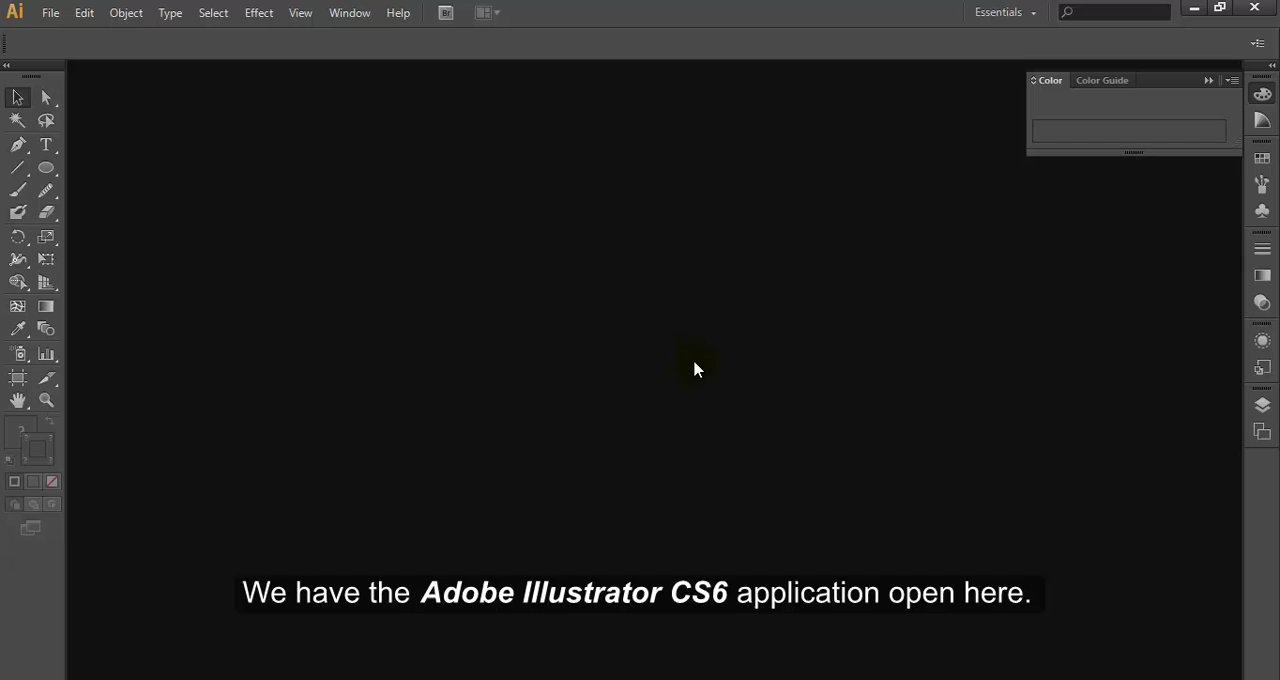 Ai File Edit Object Type Select Effect View Window Help Br Essentials
Color Color Guide
?
We have the Adobe Illustrator CS6 application open here.